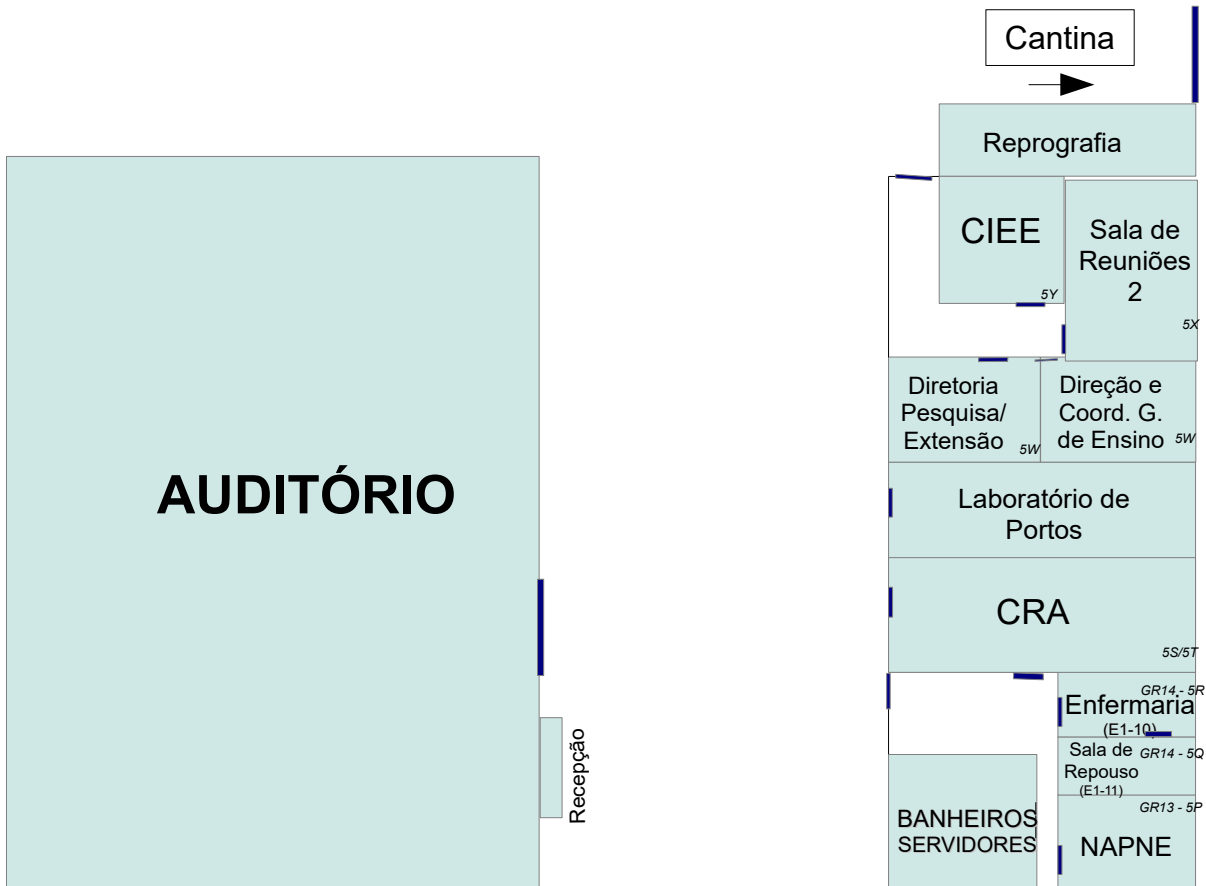 Cantina
Reprografia
CIEE
5Y
Sala de
Reuniões
2
5X
Diretoria
Pesquisa/
Extensão
5W
Direção e
Coord. G.
de Ensino
5W
AUDITÓRIO
Laboratório de
Portos
CRA
5S/5T
GR14 - 5R
Enfermaria
(E1-10)
Sala de
Repouso
(E1-11)
GR14 - 5Q
GR13 - 5P
Recepção
BANHEIROS
SERVIDORES
NAPNE